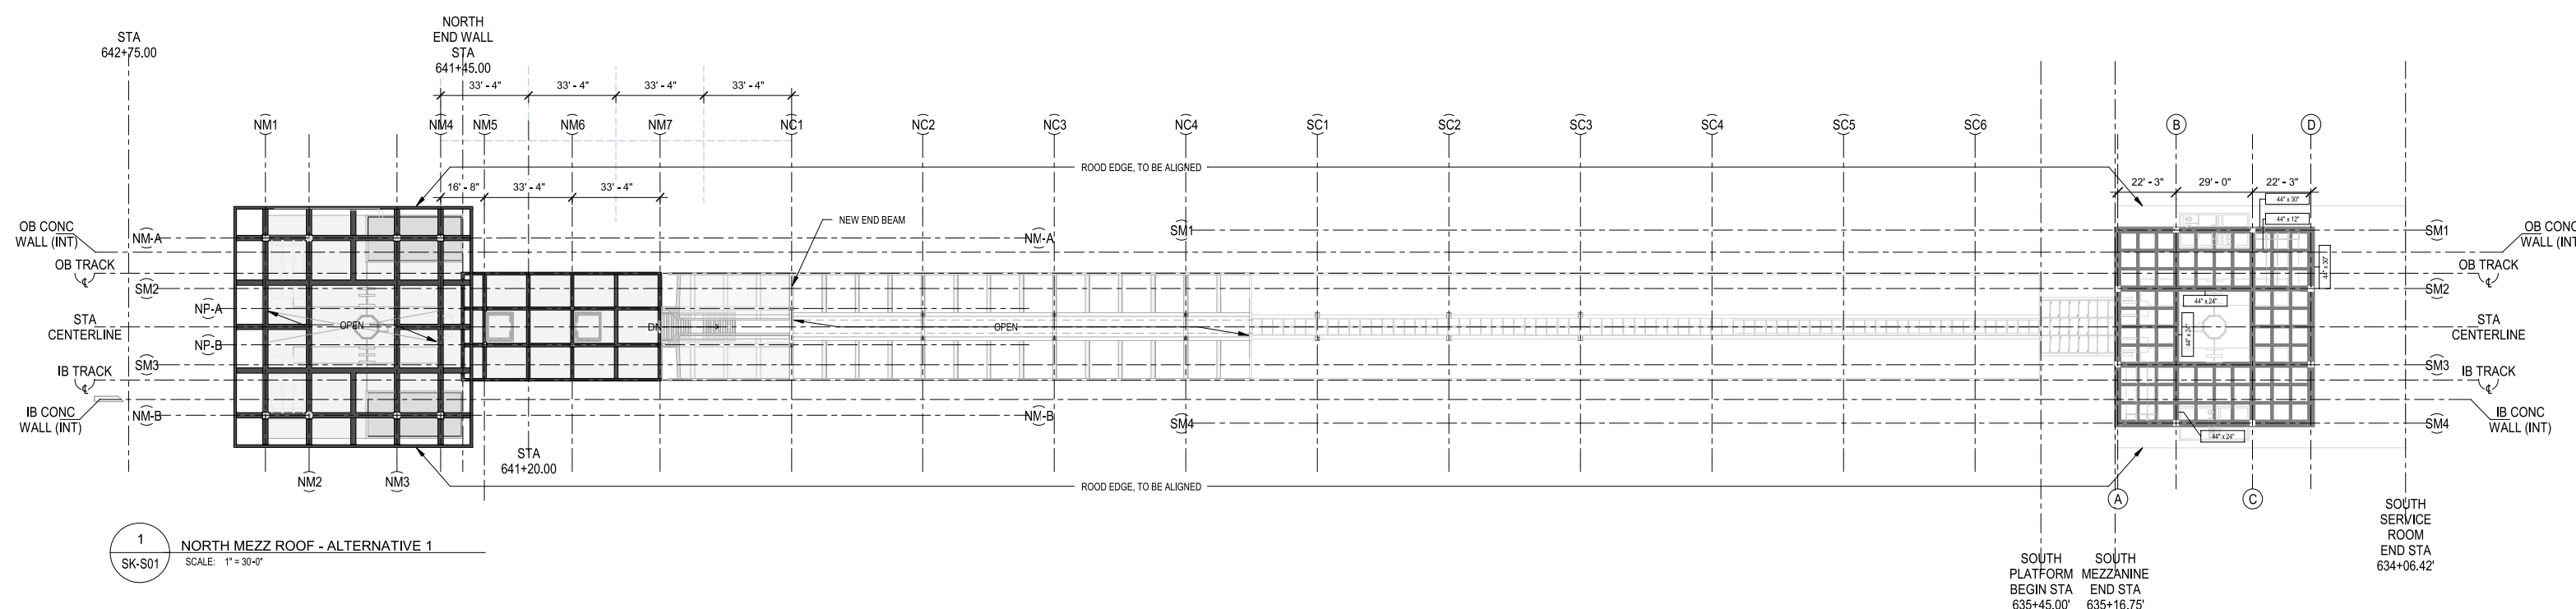 STA
642+75.00
NORTH
END WALL
STA
641+45.00
33' - 4" 33' - 4" 33' - 4" 33' - 4"
NM1 NM4 NM5 NM6 NM7 NC1 NC2 NC3 NC4 SC1 SC2 SC3 SC4 SC5 SC6 B D
ROOD EDGE, TO BE ALIGNED
16' - 8" 33' - 4" 33' - 4"
22' - 3" 29' - 0" 22' - 3"
44" x 30"
44" x 12"
NEW END BEAM
OB CONC
WALL (INT)
NM-A NM-A SM1 SM1
OB CONC
WALL (INT
OB TRACK
OB TRACK
44" x 30"
SM2 SM2
44" x 24"
NP-A
STA
CENTERLINE
OPEN DN OPEN
44" x 24"
STA
CENTERLINE
NP-B
SM3 SM3
IB TRACK
IB TRACK
IB CONC
WALL (INT)
NM-B NM-B SM4 SM4
IB CONC
WALL (INT)
44" x 24"
STA
641+20.00
NM2 NM3
ROOD EDGE, TO BE ALIGNED
A C
1
SK-S01
NORTH MEZZ ROOF - ALTERNATIVE 1
SCALE: 1" = 30'-0"
SOUTH
PLATFORM
BEGIN STA
635+45.00'
SOUTH
MEZZANINE
END STA
635+16.75'
SOUTH
SERVICE
ROOM
END STA
634+06.42'